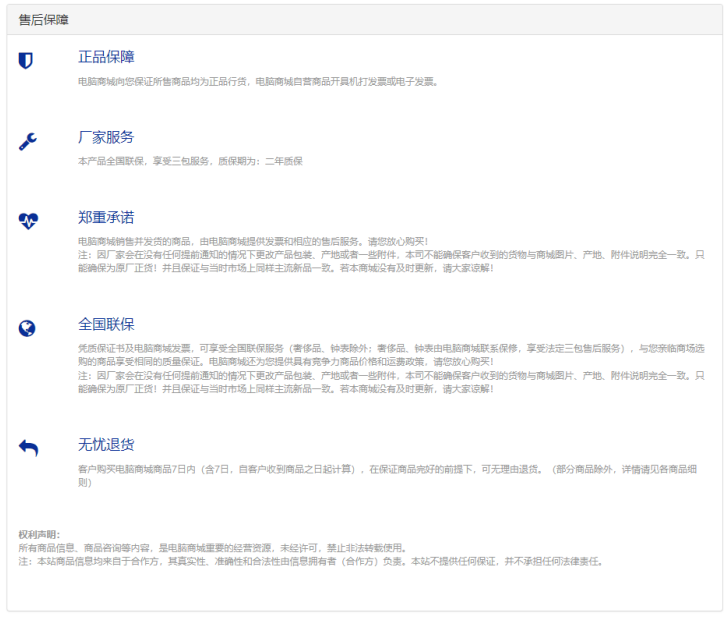 售后保障
正品保障
电脑商城向您保证所售商品均为正品行货，电脑商城自营商品开具机打发票或电子发票。
厂家服务
本产品全国联保，享受三包服务，质保期为：二年质保
郑重承诺
电脑商城销售并发货的商品，由电脑商城提供发票和相应的售后服务。请您放心购买！
注：因厂家会在没有任何提前通知的情况下更改产品包装、产地或者一些附件，本司不能确保客户收到的货物与商城图片、产地、附件说明完全一致。只
能确保为原厂正货！并且保证与当时市场上同样主流新品一致。若本商城没有及时更新，请大家谅解！
全国联保
凭质保证书及电脑商城发票，可享受全国联保服务（奢侈品、钟表除外；奢侈品、钟表由电脑商城联系保修，享受法定三包售后服务），与您亲临商场选
购的商品享受相同的质量保证。电脑商城还为您提供具有竞争力商品价格和运费政策，请您放心购买！
注：因厂家会在没有任何提前通知的情况下更改产品包装、产地或者一些附件，本司不能确保客户收到的货物与商城图片、产地、附件说明完全一致。只
能确保为原厂正货！并且保证与当时市场上同样主流新品一致。若本商城没有及时更新，请大家谅解！
无忧退货
客户购买电脑商城商品7日内（含7日，自客户收到商品之日起计算），在保证商品完好的前提下，可无理由退货。（部分商品除外，详情请见各商品细
则）
权利声明：
所有商品信息、商品咨询等内容，是电脑商城重要的经营资源，未经许可，禁止非法转载使用。
注：本站商品信息均来自于合作方，其真实性、准确性和合法性由信息拥有者（合作方）负责。本站不提供任何保证，并不承担任何法律责任。